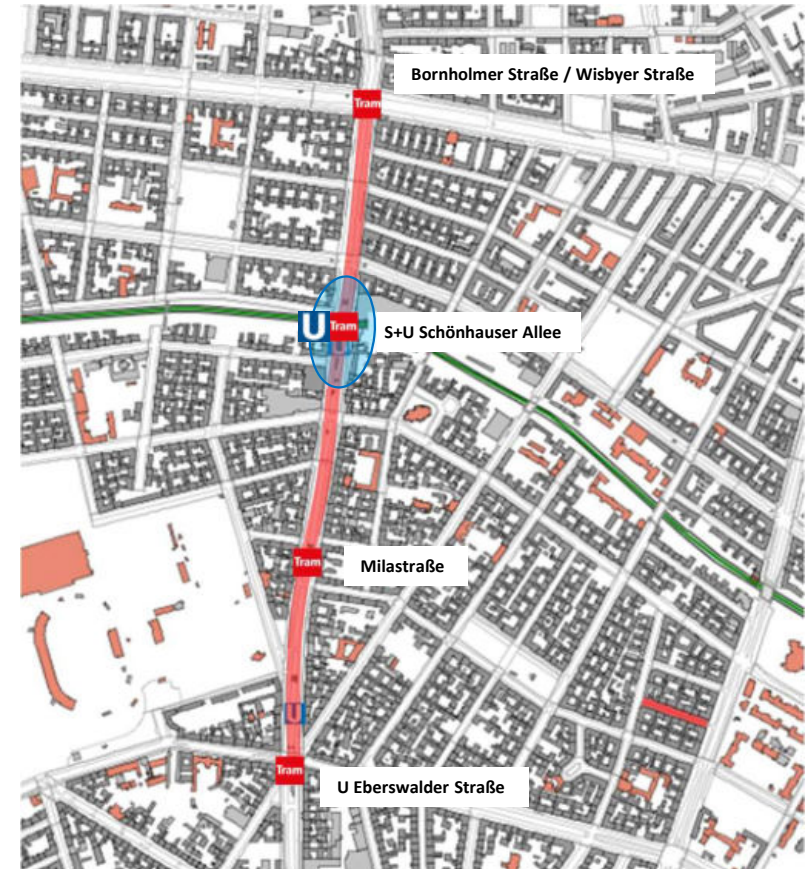 Bornholmer Straße / Wisbyer Straße
Tram
U Tram
S+U Schönhauser Allee
U
Tram
Milastraße
U
Tram
U Eberswalder Straße